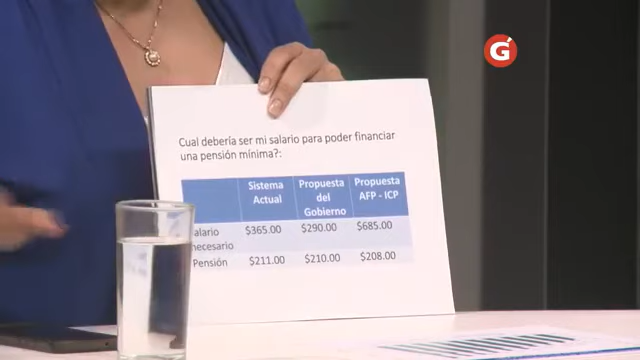 Ǵ
Cual debería ser mi salario para poder financiar
una pensión mínima?:
Sistema Actual Propuesta del Gobierno Propuesta AFP - ICP
alario necesario $365.00 $290.00 $685.00
Pensión $211.00 $210.00 $208.00